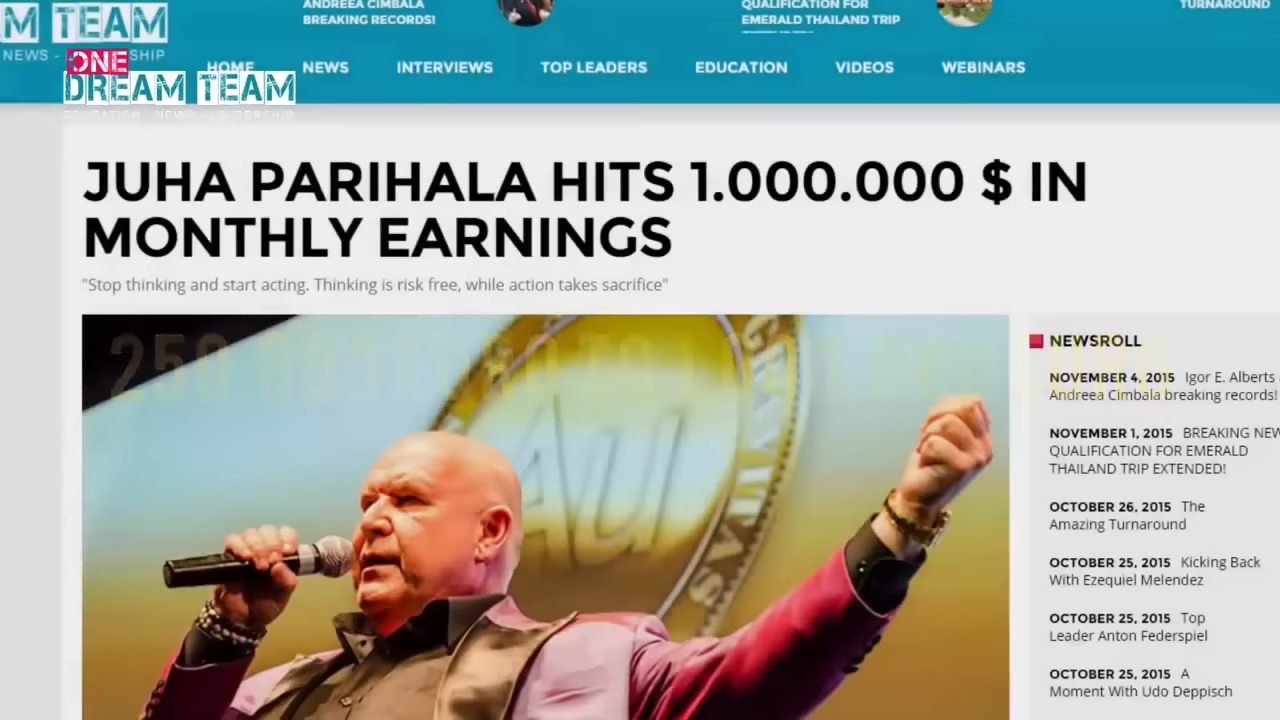 ANDREEA CIMBALA
BREAKING RECORDS!
QUALIFICATION FOR
EMERALD THAILAND TRIP
TURNAROUND
M TEAM
NEWS -
SHIP
ONE
DREAM TEAM
HOME
NEWS
INTERVIEWS
TOP LEADERS
EDUCATION
VIDEOS
WEBINARS
JUHA PARIHALA HITS 1.000.000 $ IN
MONTHLY EARNINGS
"Stop thinking and start acting. Thinking is risk free, while action takes sacrifice"
Au
NEWSROLL
NOVEMBER 4, 2015 Igor E. Alberts
Andreea Cimbala breaking records!
NOVEMBER 1, 2015 BREAKING NEW
QUALIFICATION FOR EMERALD
THAILAND TRIP EXTENDED!
OCTOBER 26, 2015 The
Amazing Turnaround
OCTOBER 25, 2015 Kicking Back
With Ezequiel Melendez
OCTOBER 25, 2015 Top
Leader Anton Federspiel
OCTOBER 25, 2015 A
Moment With Udo Deppisch